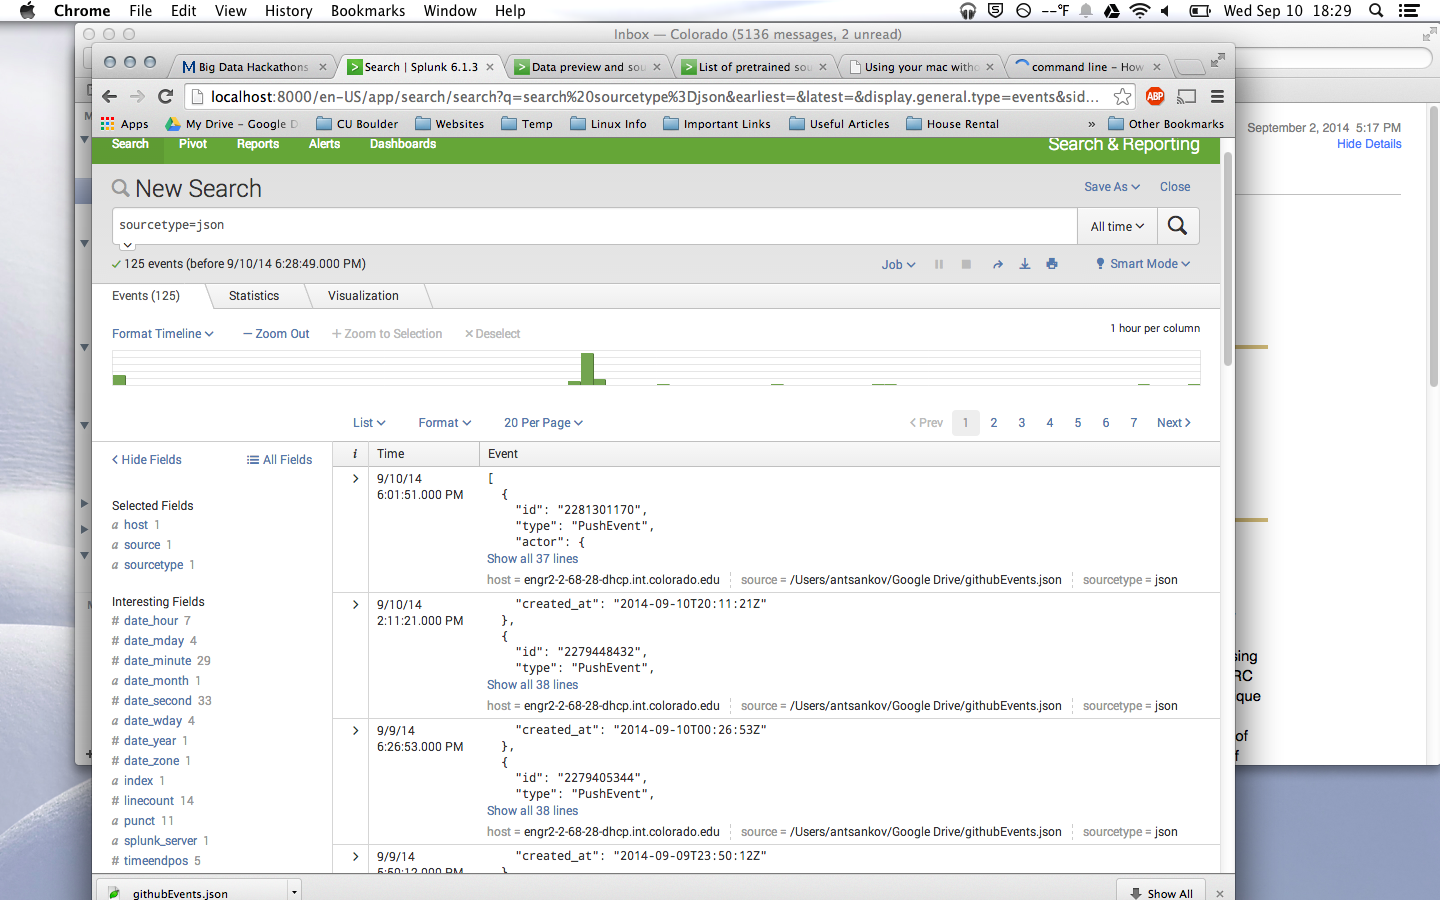 Chrome File Edit View History Bookmarks Window Help --°F Wed Sep 10 18:29
Inbox — Colorado (5136 messages, 2 unread)
Big Data Hackathons Search | Splunk 6.1.3 Data preview and sou List of pretrained sou Using your mac witho command line – How
localhost:8000/en-US/app/search/search?q=search%20sourcetype%3Djson&earliest=&latest=&display.general.type=events&sid... ABP
Apps My Drive – Google D CU Boulder Websites Temp Linux Info Important Links Useful Articles House Rental » Other Bookmarks
September 2, 2014 5:17 PM
Hide Details
Search Pivot Reports Alerts Dashboards Search & Reporting
New Search Save As Close
sourcetype=json All time
125 events (before 9/10/14 6:28:49.000 PM) Job Smart Mode
Events (125) Statistics Visualization
Format Timeline — Zoom Out + Zoom to Selection × Deselect 1 hour per column
List Format 20 Per Page < Prev 1 2 3 4 5 6 7 Next >
< Hide Fields All Fields
Selected Fields
a host 1
a source 1
a sourcetype 1
Interesting Fields
# date_hour 7
# date_mday 4
# date_minute 29
a date_month 1
# date_second 33
a date_wday 4
# date_year 1
# date_zone 1
a index 1
# linecount 14
a punct 11
a splunk_server 1
# timeendpos 5
i Time Event
> 9/10/14
6:01:51.000 PM
[
{
"id": "2281301170",
"type": "PushEvent",
"actor": {
Show all 37 lines
host = engr2-2-68-28-dhcp.int.colorado.edu source = /Users/antsankov/Google Drive/githubEvents.json sourcetype = json
> 9/10/14
2:11:21.000 PM
"created_at": "2014-09-10T20:11:21Z"
},
{
"id": "2279448432",
"type": "PushEvent",
Show all 38 lines
host = engr2-2-68-28-dhcp.int.colorado.edu source = /Users/antsankov/Google Drive/githubEvents.json sourcetype = json
> 9/9/14
6:26:53.000 PM
"created_at": "2014-09-10T00:26:53Z"
},
{
"id": "2279405344",
"type": "PushEvent",
Show all 38 lines
host = engr2-2-68-28-dhcp.int.colorado.edu source = /Users/antsankov/Google Drive/githubEvents.json sourcetype = json
> 9/9/14
5:50:12.000 PM
"created_at": "2014-09-09T23:50:12Z"
}
sing
RC
ique
of
f
githubEvents.json Show All ×